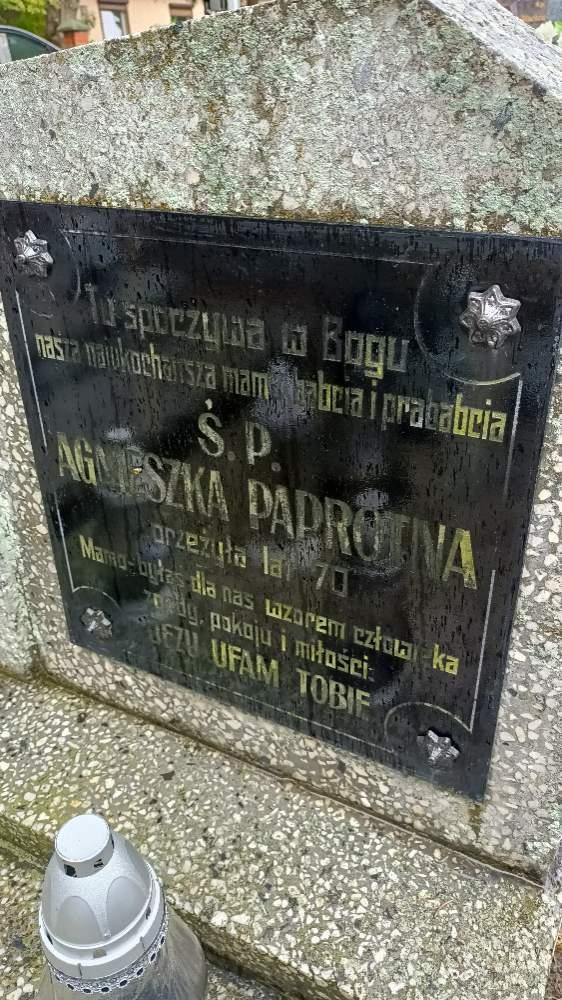 Tu spoczywa w Bogu
nasza najukochańsza mama, babcia i prababcia
Ś. P.
AGNIESZKA PAPROTNA
przeżyła lat 70
Mamo-byłaś dla nas wzorem człowieka
zgody, pokoju i miłości.
JEZU UFAM TOBIE